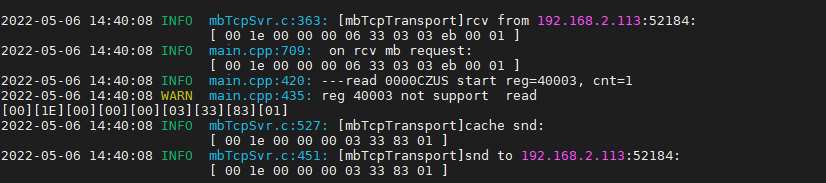 2022-05-06 14:40:08 INFO  mbTcpSvr.c:363: [mbTcpTransport]rcv from 192.168.2.113:52184:
[ 00 1e 00 00 00 06 33 03 03 eb 00 01 ]
2022-05-06 14:40:08 INFO  main.cpp:709:  on rcv mb request:
[ 00 1e 00 00 00 06 33 03 03 eb 00 01 ]
2022-05-06 14:40:08 INFO  main.cpp:420: ---read 0000CZUS start reg=40003, cnt=1
2022-05-06 14:40:08 WARN  main.cpp:435: reg 40003 not support  read
[00][1E][00][00][00][03][33][83][01]
2022-05-06 14:40:08 INFO  mbTcpSvr.c:527: [mbTcpTransport]cache snd:
[ 00 1e 00 00 00 03 33 83 01 ]
2022-05-06 14:40:08 INFO  mbTcpSvr.c:451: [mbTcpTransport]snd to 192.168.2.113:52184:
[ 00 1e 00 00 00 03 33 83 01 ]